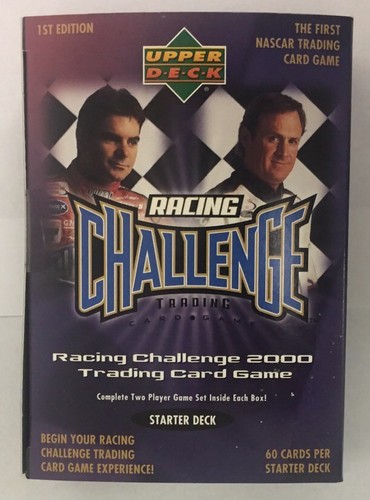 1ST EDITION
THE FIRST
NASCAR TRADING
CARD GAME
UPPER
D·E·C·K
RACING
CHALLENGE
TRADING
CARD●GAME
Racing Challenge 2000
Trading Card Game
Complete Two Player Game Set Inside Each Box!
STARTER DECK
BEGIN YOUR RACING
CHALLENGE TRADING
CARD GAME EXPERIENCE!
60 CARDS PER
STARTER DECK